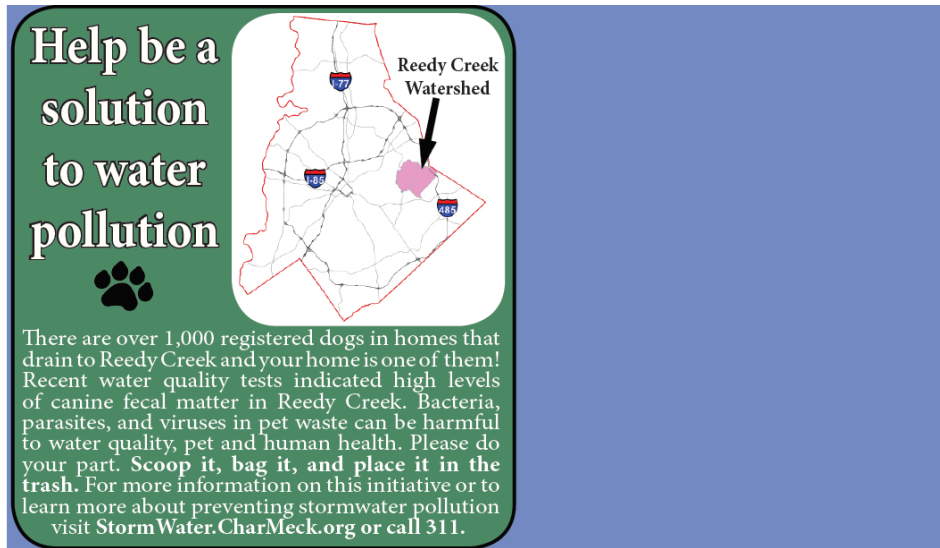 Help be a
solution
to water
pollution
Reedy Creek
Watershed
I-77
I-85
485
There are over 1,000 registered dogs in homes that
drain to Reedy Creek and your home is one of them!
Recent water quality tests indicated high levels
of canine fecal matter in Reedy Creek. Bacteria,
parasites, and viruses in pet waste can be harmful
to water quality, pet and human health. Please do
your part. Scoop it, bag it, and place it in the
trash. For more information on this initiative or to
learn more about preventing stormwater pollution
visit StormWater.CharMeck.org or call 311.